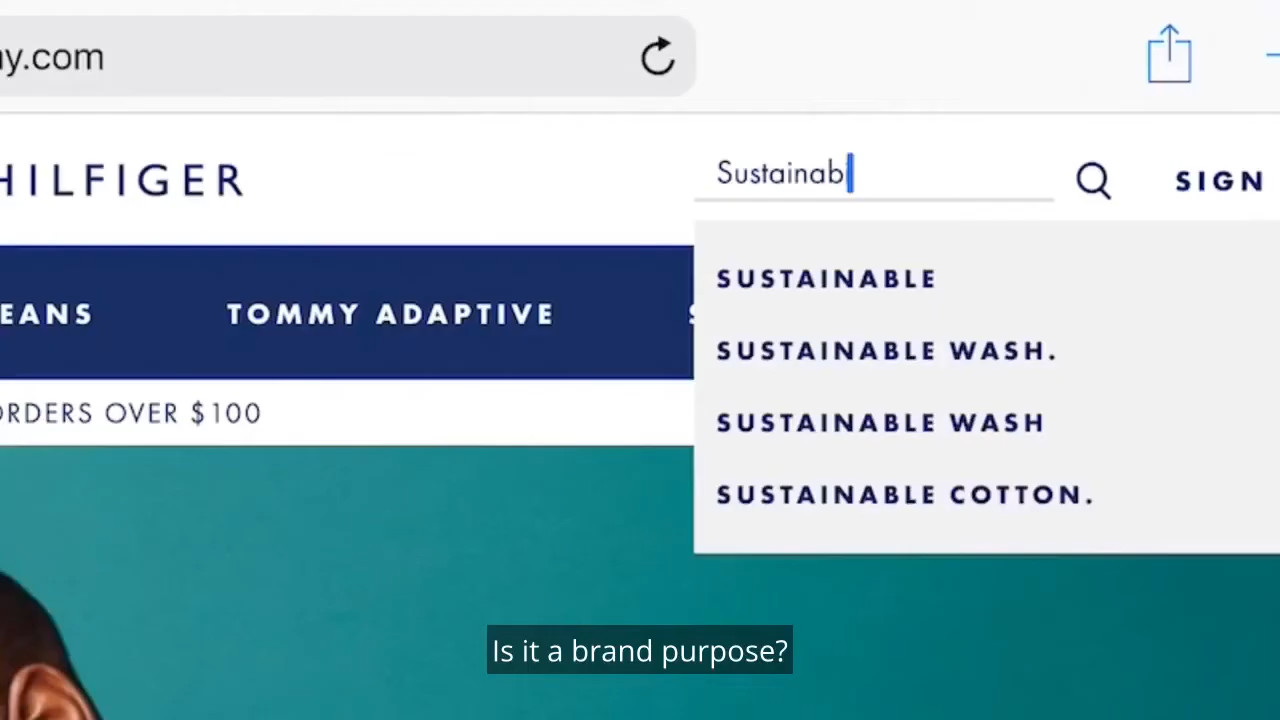 y.com
HILFIGER
Sustainab
SIGN
EANS
TOMMY ADAPTIVE
SUSTAINABLE
SUSTAINABLE WASH.
SUSTAINABLE WASH
SUSTAINABLE COTTON.
ORDERS OVER $100
Is it a brand purpose?